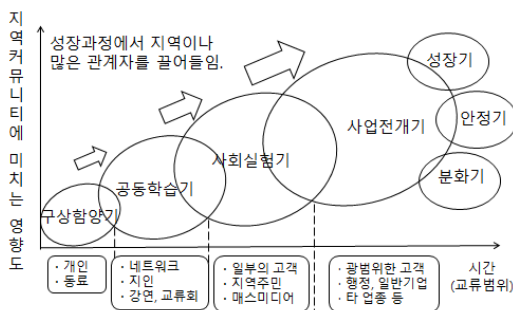 지역커뮤니티에 미치는 영향도
성장과정에서 지역이나
많은 관계자를 끌어들임.
구상함양기
공동학습기
사회실험기
사업전개기
성장기
안정기
분화기
· 개인
· 동료
· 네트워크
· 지인
· 강연, 교류회
· 일부의 고객
· 지역주민
· 매스미디어
· 광범위한 고객
· 행정, 일반기업
· 타 업종 등
시간
(교류범위)